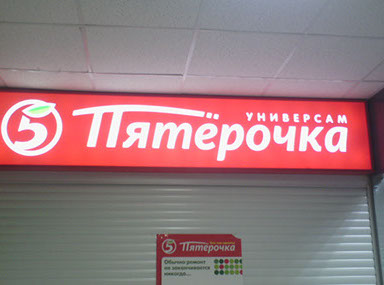 5 Пятёрочка
УНИВЕРСАМ
5 Пятёрочка
Обычно ремонт
не заканчивается
никогда...